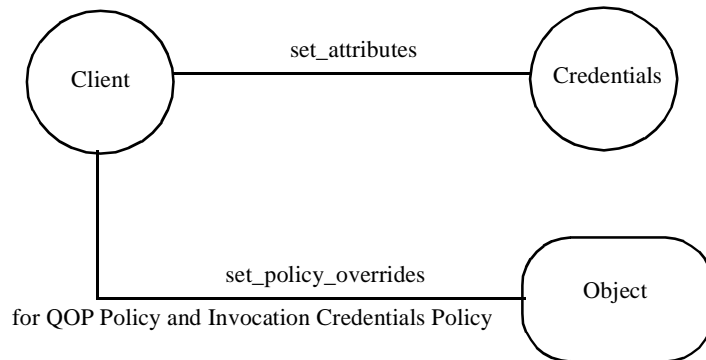 set_attributes
Client
Credentials
set_policy_overrides
Object
for QOP Policy and Invocation Credentials Policy